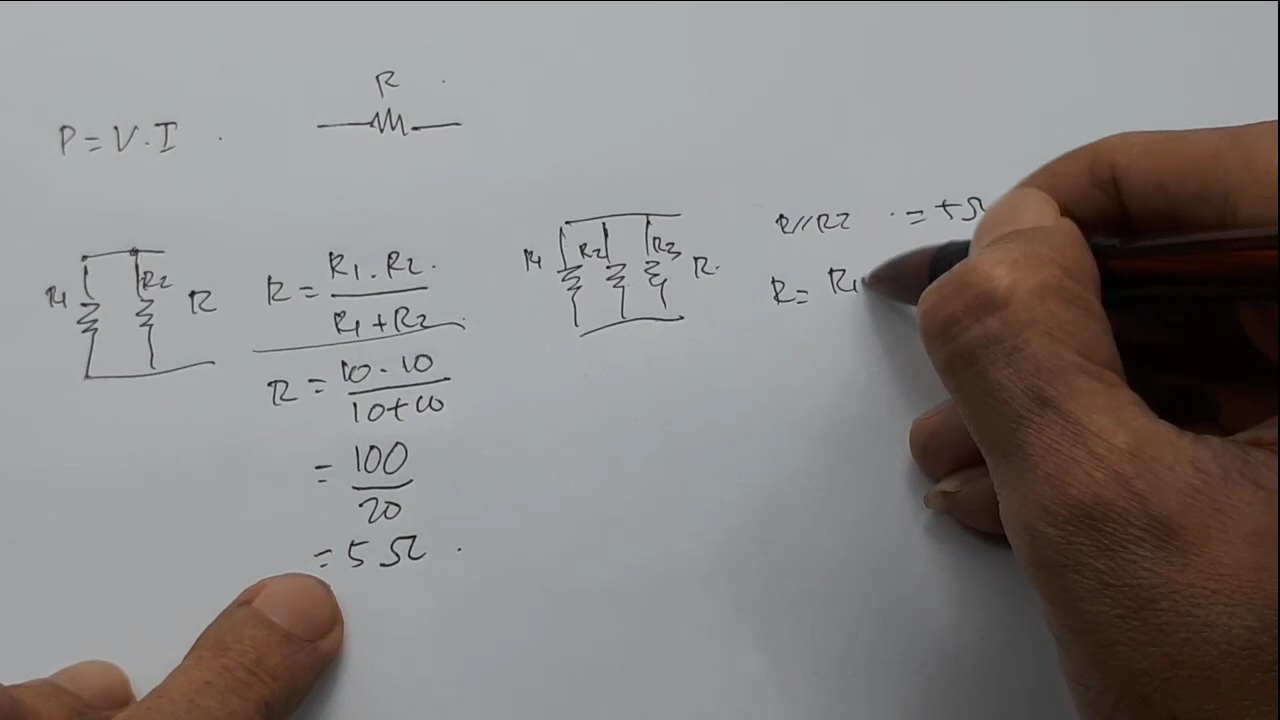 R
P=V.I
R1 R2 R
R = R1.R2 / R1+R2
R = 10.10 / 10+10
= 100 / 20
= 5 Ω
R1 R2 R3 R
R//R2 = 5Ω
R = R1